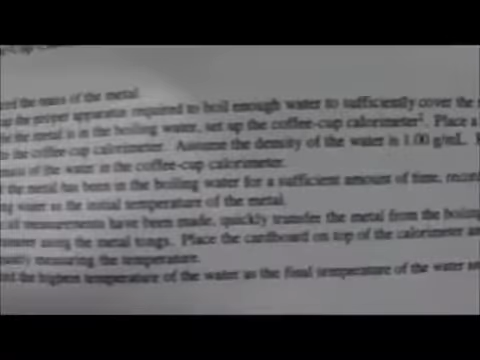 the mass of the metal
the proper apparatus required to boil enough water to sufficiently cover the
the metal is in the boiling water, set up the coffee-cup calorimeter². Place a
the coffee-cup calorimeter. Assume the density of the water is 1.00 g/mL.
mass of the water in the coffee-cup calorimeter.
the metal has been in the boiling water for a sufficient amount of time, record
water as the initial temperature of the metal.
all measurements have been made, quickly transfer the metal from the boiling
using the metal tongs. Place the cardboard on top of the calorimeter
measuring the temperature.
the highest temperature of the water as the final temperature of the water